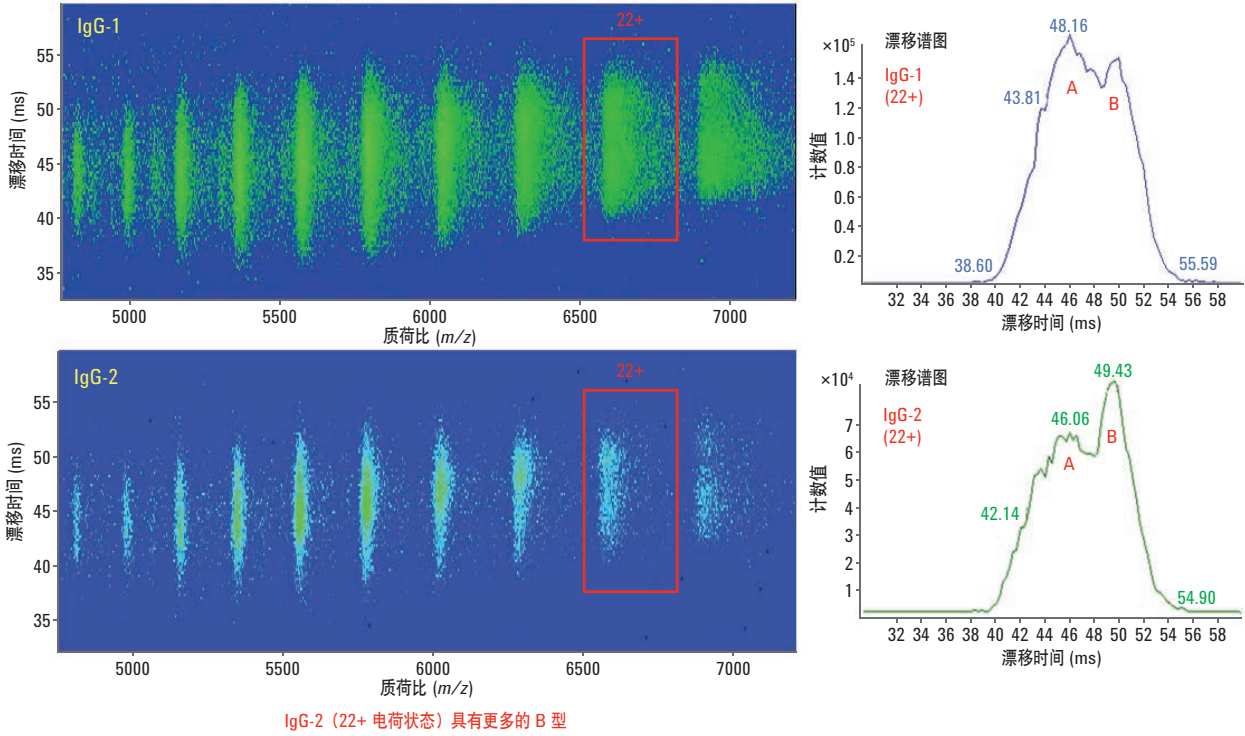 IgG-1
22+
55
50
45
40
35
漂移时间 (ms)
5000 5500 6000 6500 7000
质荷比 (m/z)
漂移谱图
IgG-1
(22+)
×10⁵
1.4
1.2
1.0
0.8
0.6
0.4
0.2
计数值
48.16
43.81
A
B
38.60
55.59
32 34 36 38 40 42 44 46 48 50 52 54 56 58
漂移时间 (ms)
IgG-2
22+
55
50
45
40
35
漂移时间 (ms)
5000 5500 6000 6500 7000
质荷比 (m/z)
漂移谱图
IgG-2
(22+)
×10⁴
7
6
5
4
3
2
1
计数值
49.43
46.06
B
A
42.14
54.90
32 34 36 38 40 42 44 46 48 50 52 54 56 58
漂移时间 (ms)
IgG-2（22+ 电荷状态）具有更多的 B 型